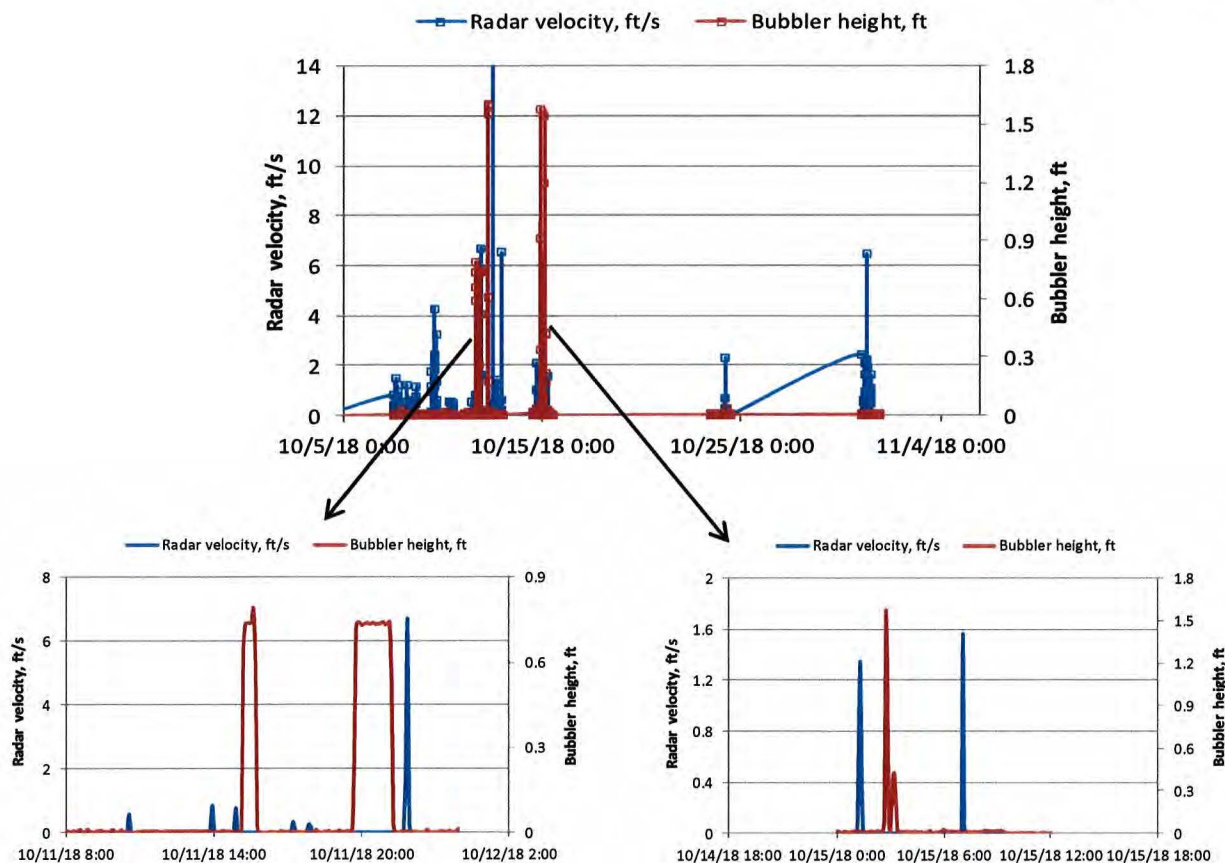 Radar velocity, ft/s Bubbler height, ft
14 1.8
12 1.5
10 1.2
8 0.9
6 0.6
4 0.3
2
0 0
Radar velocity, ft/s
Bubbler height, ft
10/5/18 0:00 10/15/18 0:00 10/25/18 0:00 11/4/18 0:00
Radar velocity, ft/s Bubbler height, ft
8 0.9
6 0.6
4 0.3
2
0 0
Radar velocity, ft/s
Bubbler height, ft
10/11/18 8:00 10/11/18 14:00 10/11/18 20:00 10/12/18 2:00
Radar velocity, ft/s Bubbler height, ft
2 1.8
1.6 1.5
1.2 1.2
0.8 0.9
0.4 0.6
0 0.3
0
Radar velocity, ft/s
Bubbler height, ft
10/14/18 18:00 10/15/18 0:00 10/15/18 6:00 10/15/18 12:00 10/15/18 18:00